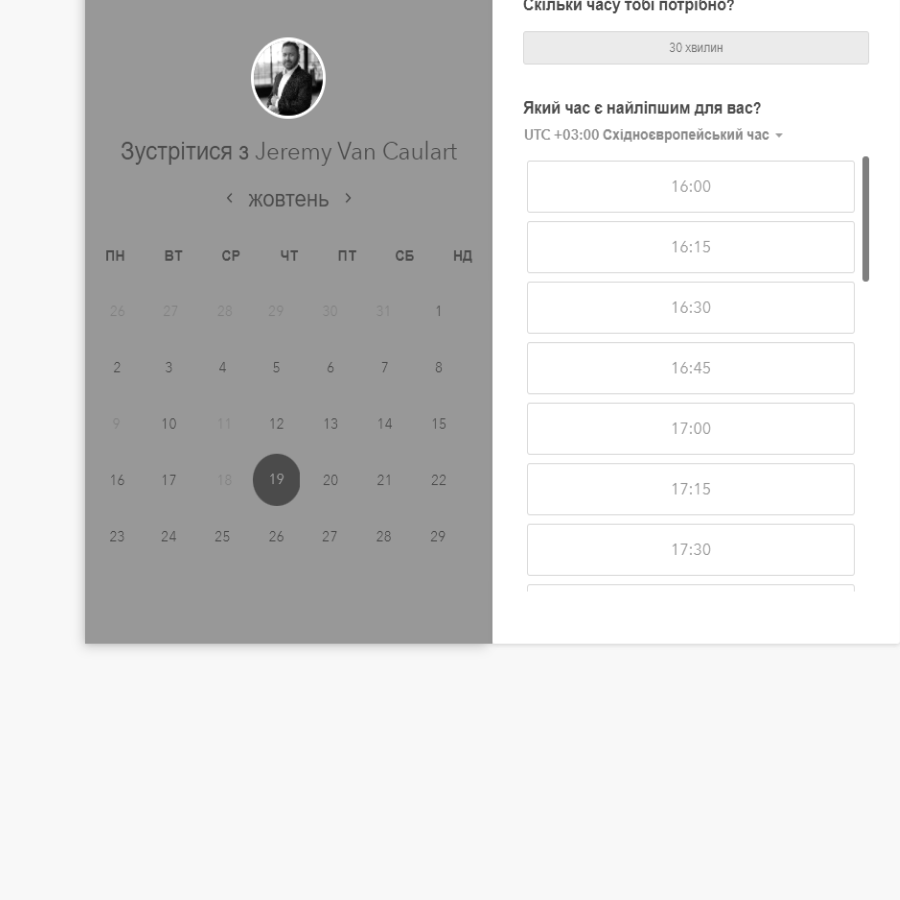 Зустрітися з Jeremy Van Caulart
жовтень
ПН ВТ СР ЧТ ПТ СБ НД
26 27 28 29 30 31 1
2 3 4 5 6 7 8
9 10 11 12 13 14 15
16 17 18 19 20 21 22
23 24 25 26 27 28 29
Скільки часу тобі потрібно?
30 хвилин
Який час є найліпшим для вас?
UTC +03:00 Східноєвропейський час
16:00
16:15
16:30
16:45
17:00
17:15
17:30